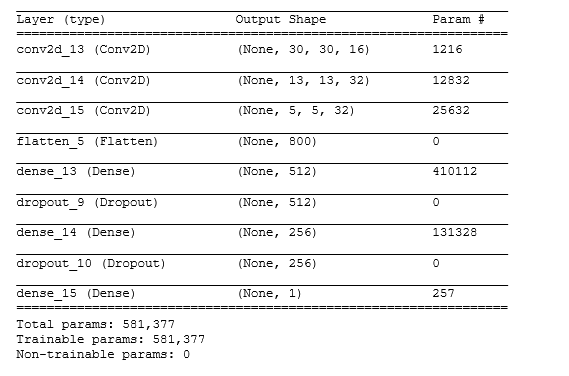 Layer (type) Output Shape Param #
conv2d_13 (Conv2D) (None, 30, 30, 16) 1216
conv2d_14 (Conv2D) (None, 13, 13, 32) 12832
conv2d_15 (Conv2D) (None, 5, 5, 32) 25632
flatten_5 (Flatten) (None, 800) 0
dense_13 (Dense) (None, 512) 410112
dropout_9 (Dropout) (None, 512) 0
dense_14 (Dense) (None, 256) 131328
dropout_10 (Dropout) (None, 256) 0
dense_15 (Dense) (None, 1) 257
Total params: 581,377
Trainable params: 581,377
Non-trainable params: 0